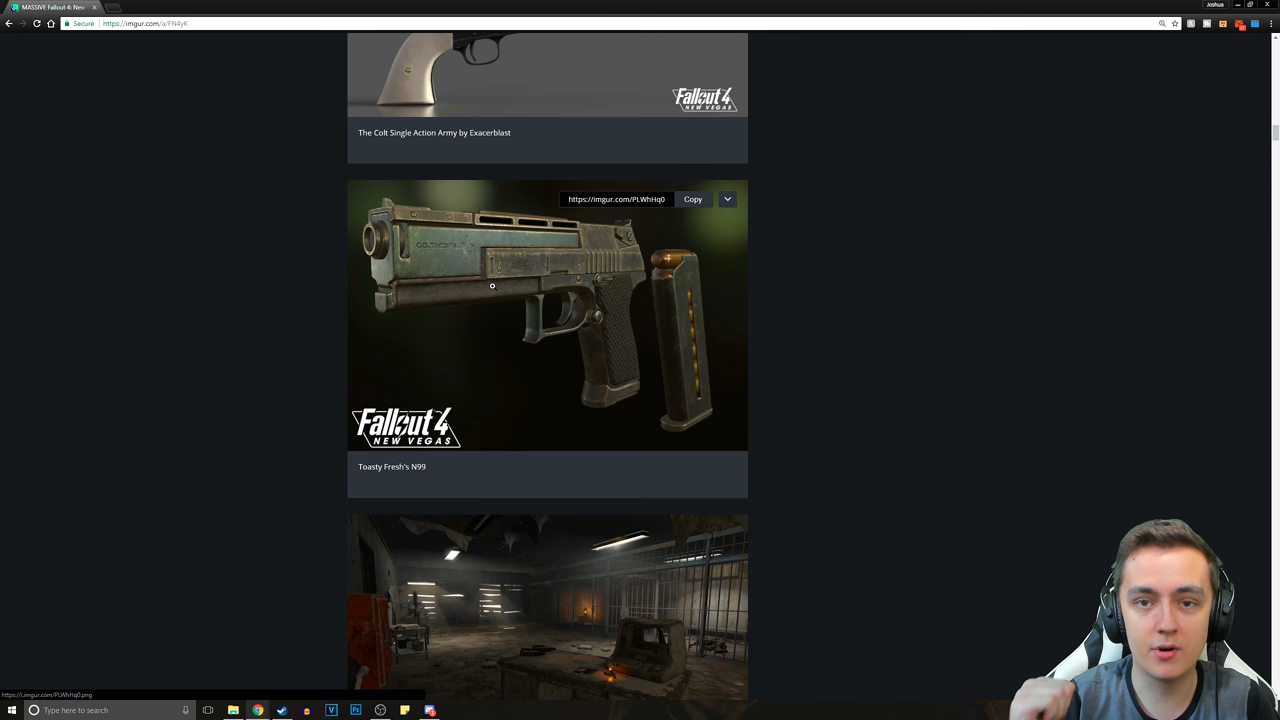 MASSIVE Fallout 4: New
Joshua
Secure
https://imgur.com/a/FN4yK
Fallout 4
NEW VEGAS
The Colt Single Action Army by Exacerblast
https://imgur.com/PLWhHq0
Copy
Fallout 4
NEW VEGAS
Toasty Fresh's N99
https://i.imgur.com/PLWhHq0.png
Type here to search